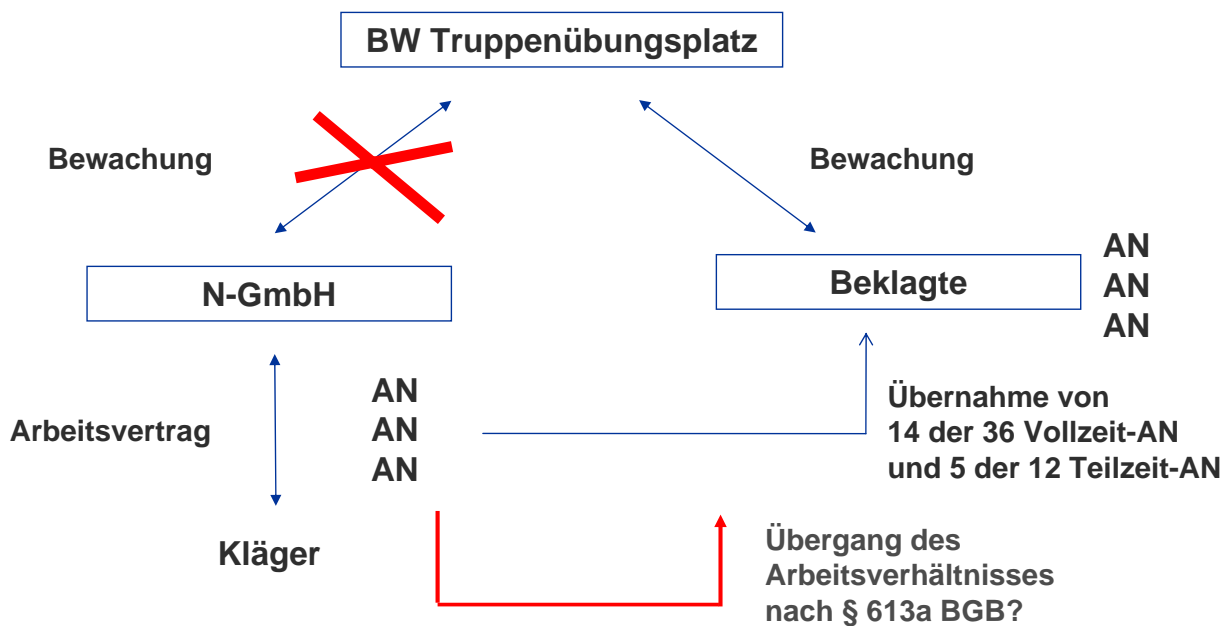 BW Truppenübungsplatz
Bewachung
Bewachung
N-GmbH
Beklagte
AN
AN
AN
Arbeitsvertrag
AN
AN
AN
Übernahme von
14 der 36 Vollzeit-AN
und 5 der 12 Teilzeit-AN
Kläger
Übergang des
Arbeitsverhältnisses
nach § 613a BGB?